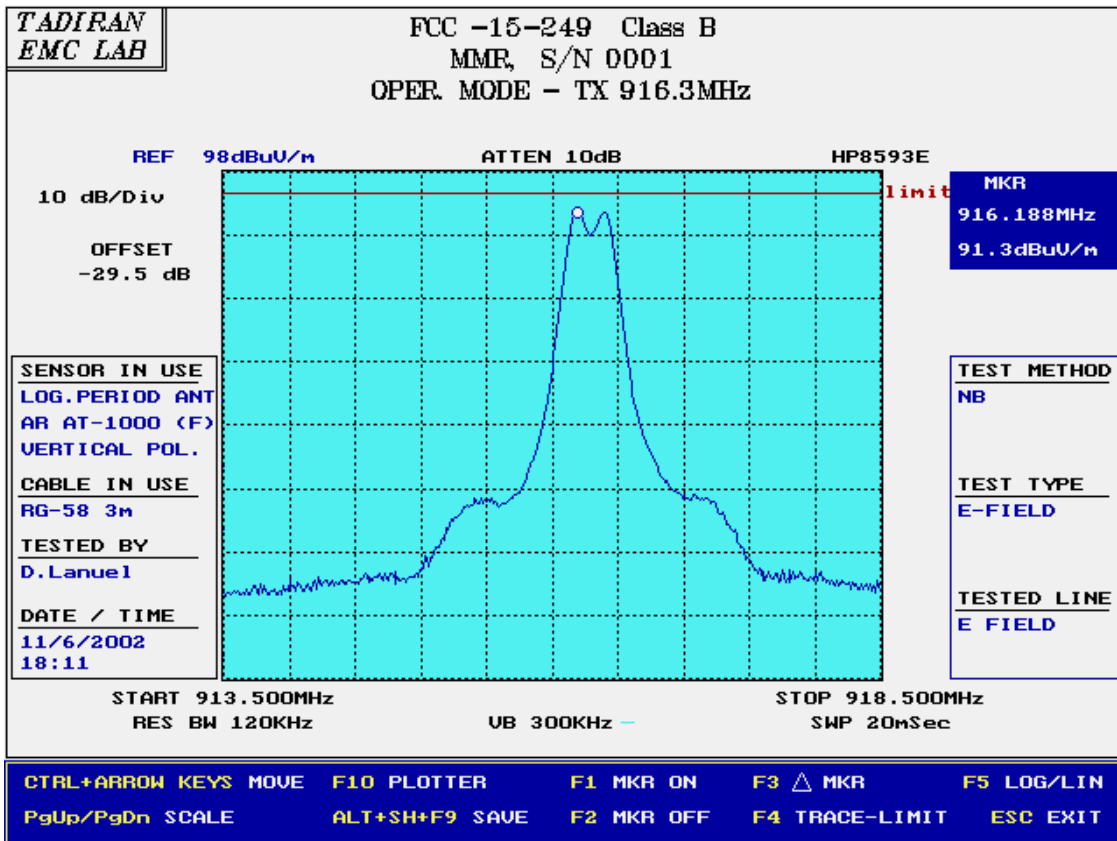 TADIRAN
EMC LAB
FCC -15-249 Class B
MMR, S/N 0001
OPER. MODE – TX 916.3MHz
REF 98dBuV/m ATTEN 10dB HP8593E
10 dB/Div
OFFSET
-29.5 dB
limit
MKR
916.188MHz
91.3dBuV/m
SENSOR IN USE
LOG.PERIOD ANT
AR AT-1000 (F)
VERTICAL POL.
CABLE IN USE
RG-58 3m
TESTED BY
D.Lanuel
DATE / TIME
11/6/2002
18:11
TEST METHOD
NB
TEST TYPE
E-FIELD
TESTED LINE
E FIELD
START 913.500MHz STOP 918.500MHz
RES BW 120KHz VB 300KHz SWP 20mSec
CTRL+ARROW KEYS MOVE F10 PLOTTER F1 MKR ON F3 △ MKR F5 LOG/LIN
PgUp/PgDn SCALE ALT+SH+F9 SAVE F2 MKR OFF F4 TRACE-LIMIT ESC EXIT